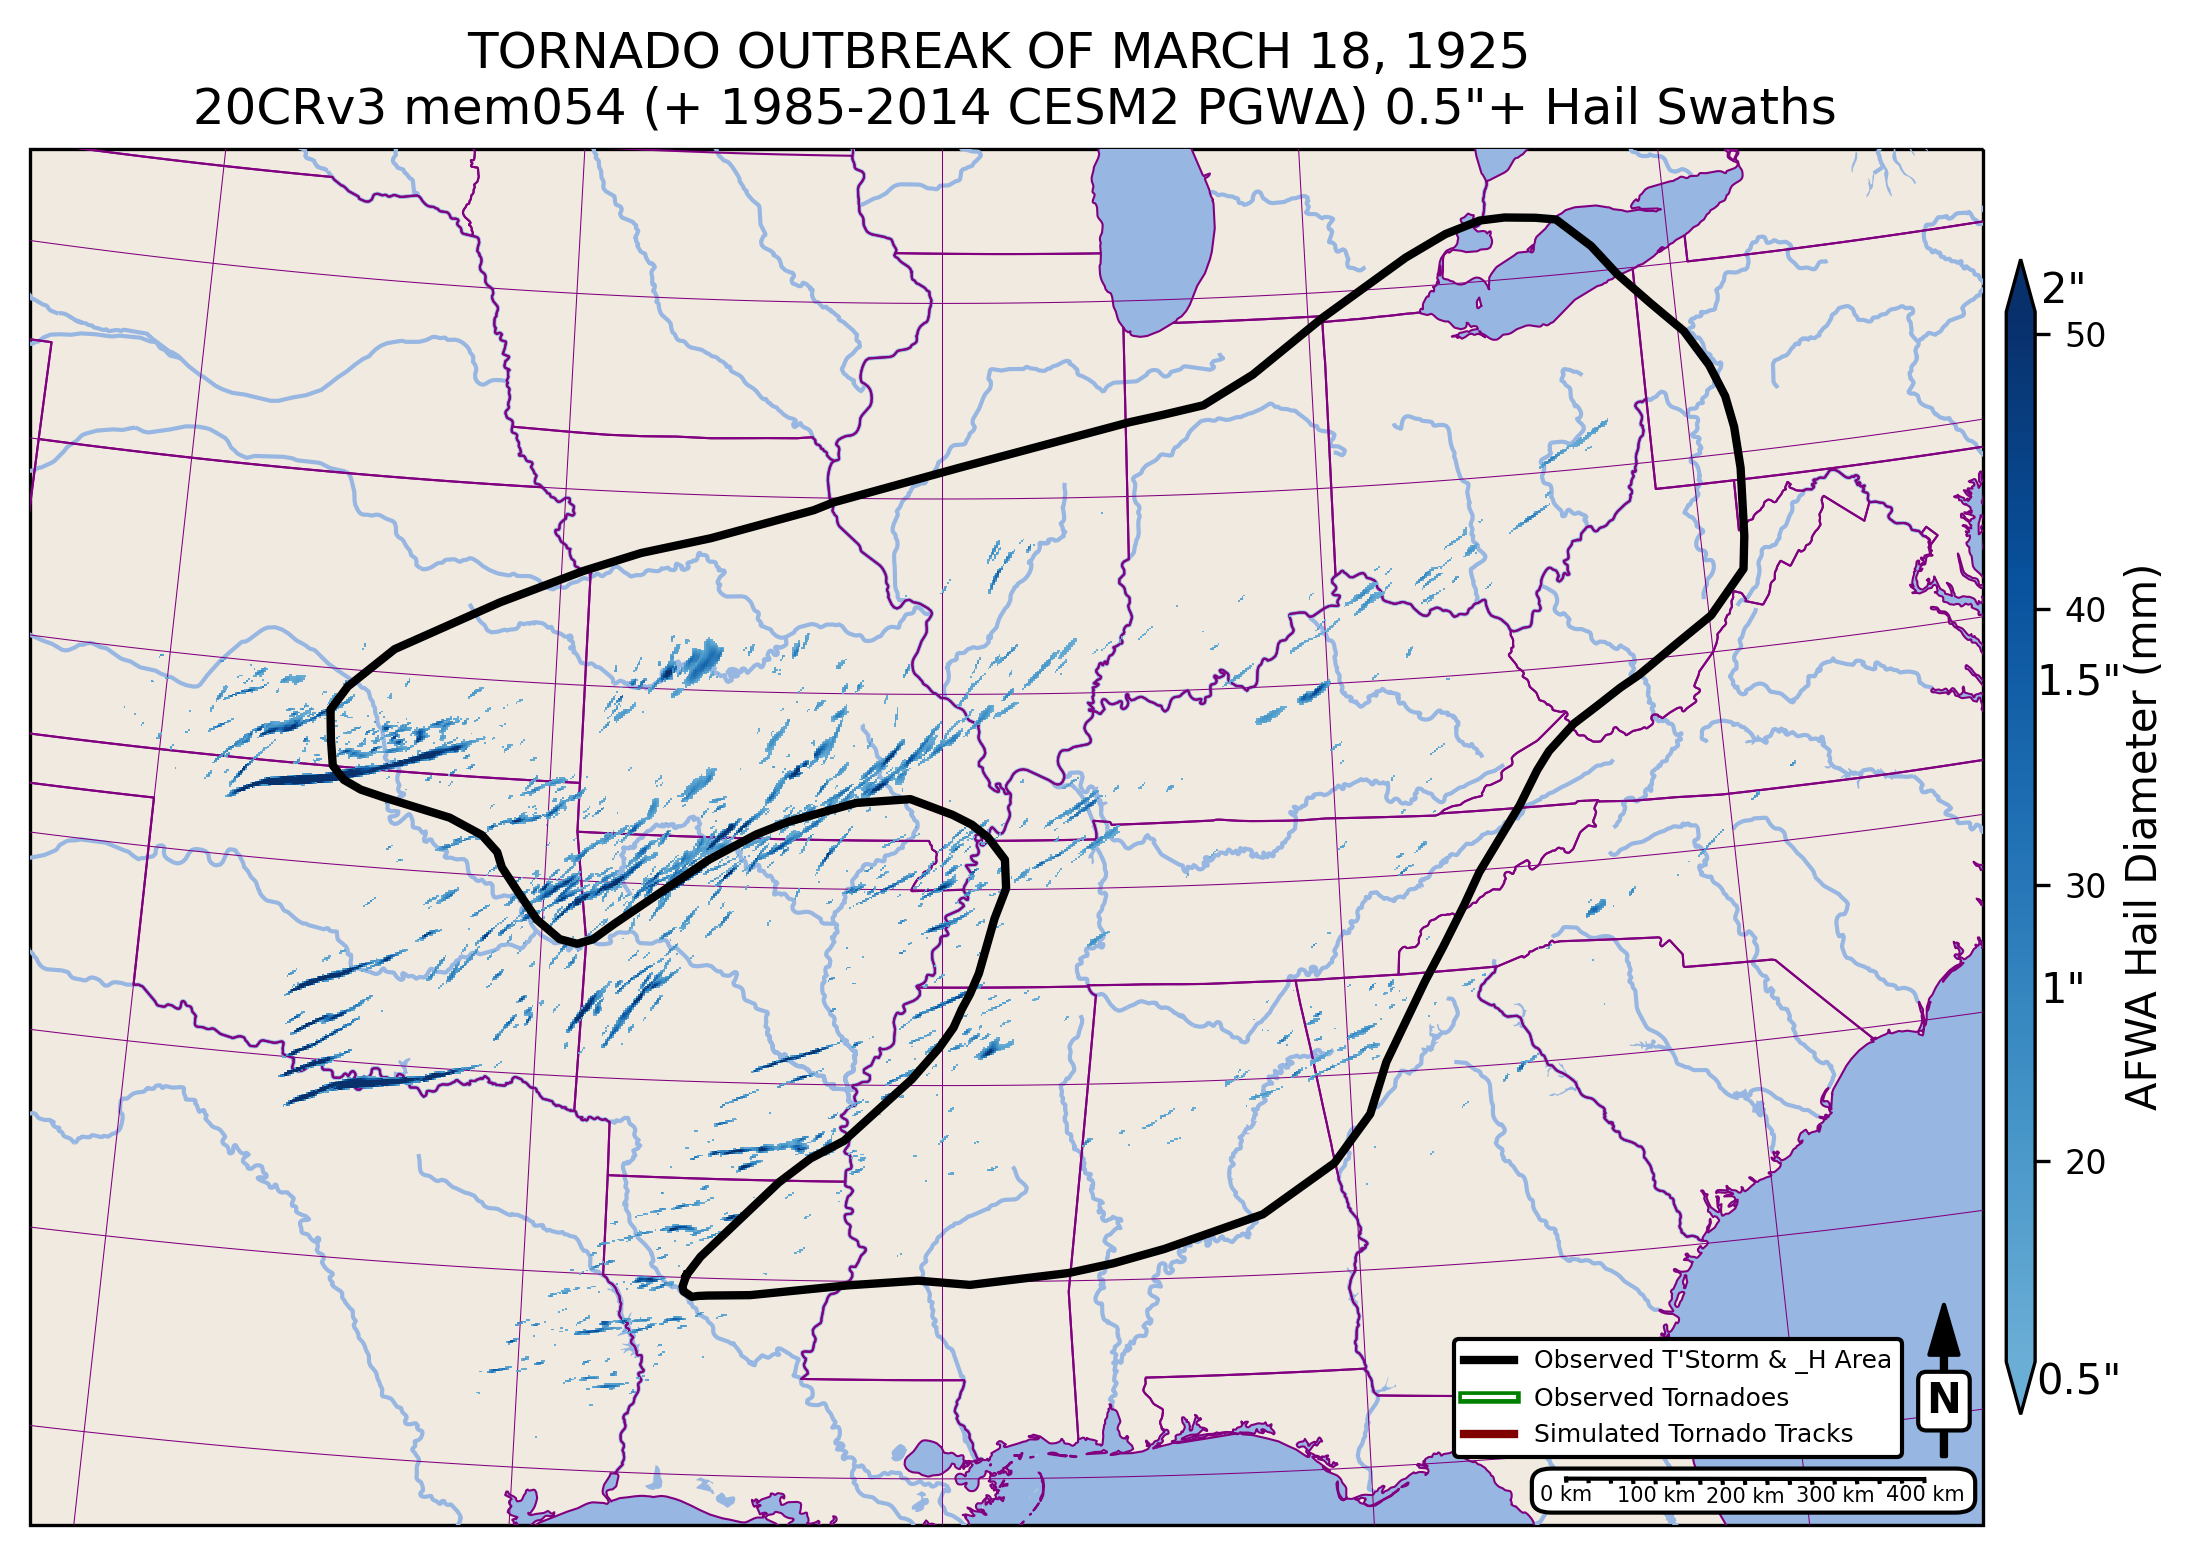 TORNADO OUTBREAK OF MARCH 18, 1925
20CRv3 mem054 (+ 1985-2014 CESM2 PGWΔ) 0.5"+ Hail Swaths
2"
50
40
1.5"
30
1"
20
0.5"
AFWA Hail Diameter (mm)
Observed T'Storm & _H Area
Observed Tornadoes
Simulated Tornado Tracks
N
0 km 100 km 200 km 300 km 400 km